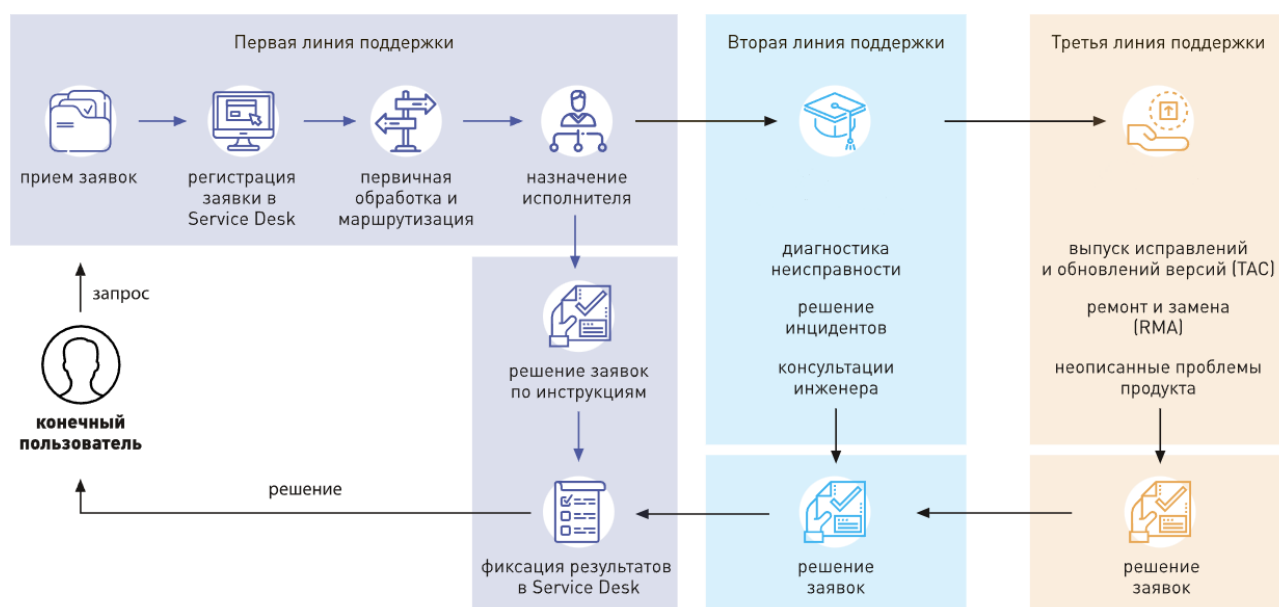 Первая линия поддержки
прием заявок
регистрация
заявки в
Service Desk
первичная
обработка и
маршрутизация
назначение
исполнителя
Вторая линия поддержки
диагностика
неисправности
решение
инцидентов
консультации
инженера
Третья линия поддержки
выпуск исправлений
и обновлений версий (TAC)
ремонт и замена
(RMA)
неописанные проблемы
продукта
запрос
конечный
пользователь
решение заявок
по инструкциям
решение
фиксация результатов
в Service Desk
решение
заявок
решение
заявок